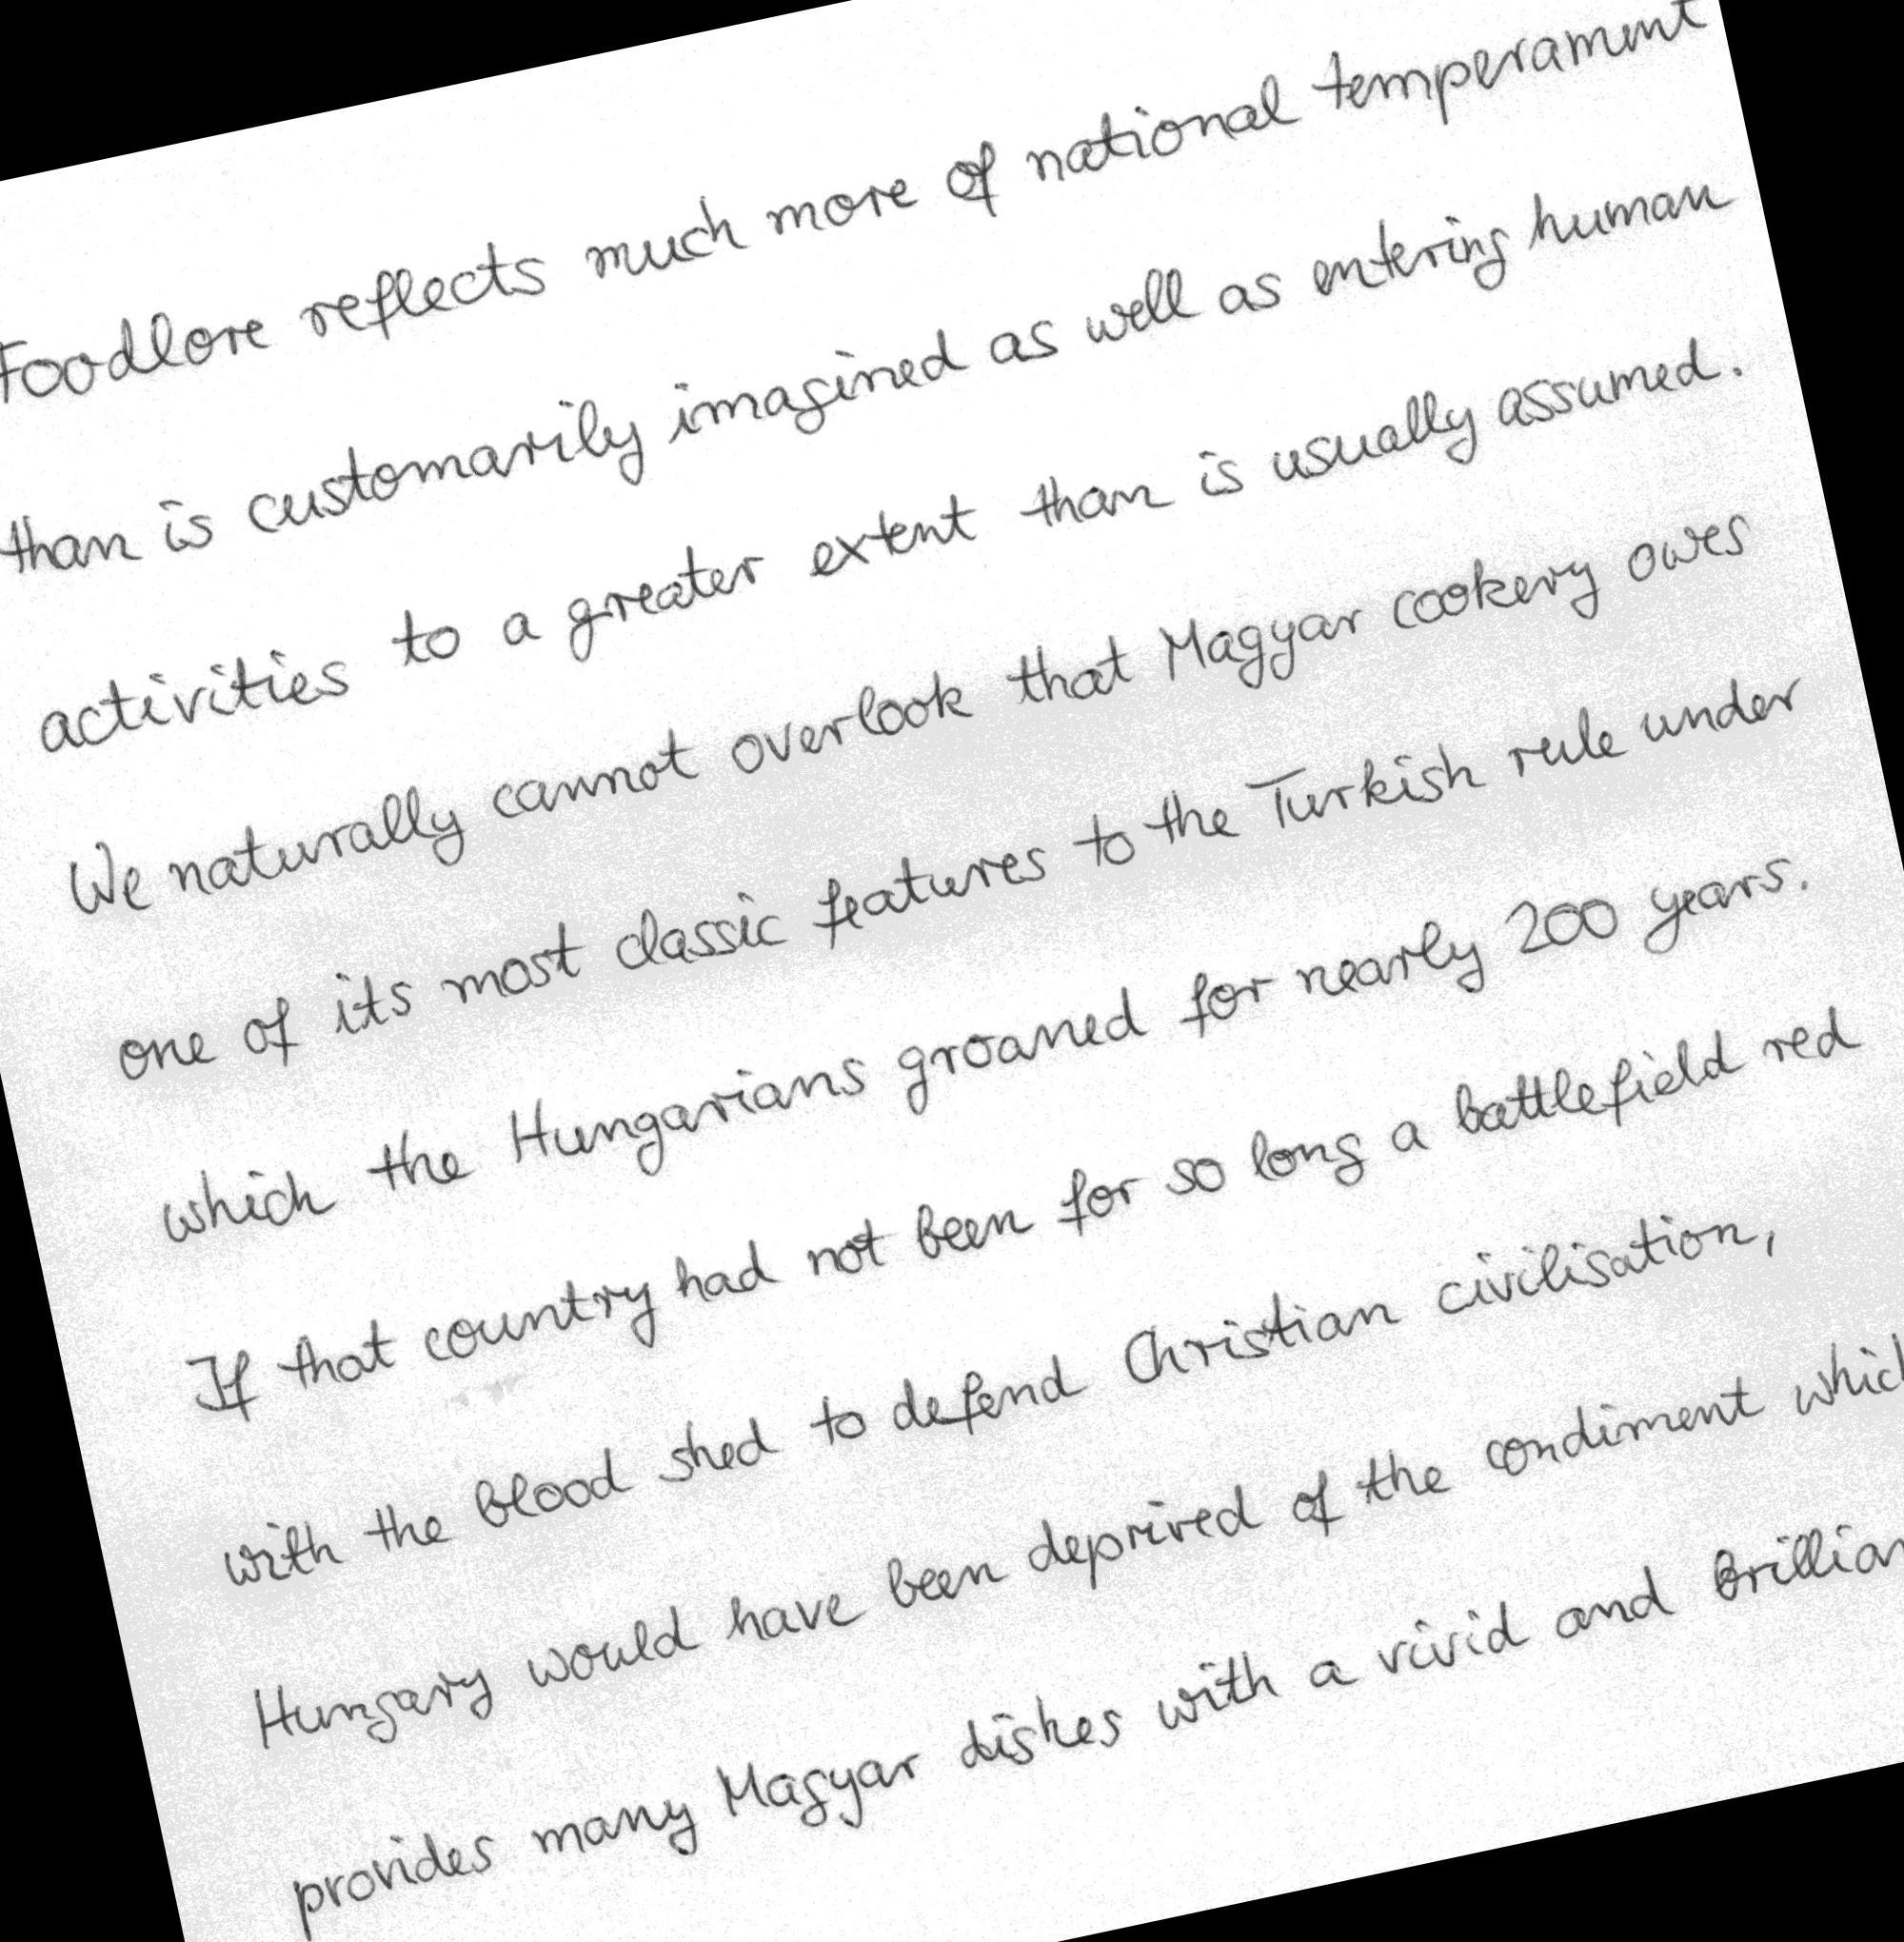 Foodlore reflects much more of national temperament
than is customarily imagined as well as entering human
activities to a greater extent than is usually assumed.
We naturally cannot overlook that Magyar cookery owes
one of its most classic features to the Turkish rule under
which the Hungarians groaned for nearly 200 years.
If that country had not been for so long a battlefield red
with the blood shed to defend Christian civilisation,
Hungary would have been deprived of the condiment which
provides many Magyar dishes with a vivid and